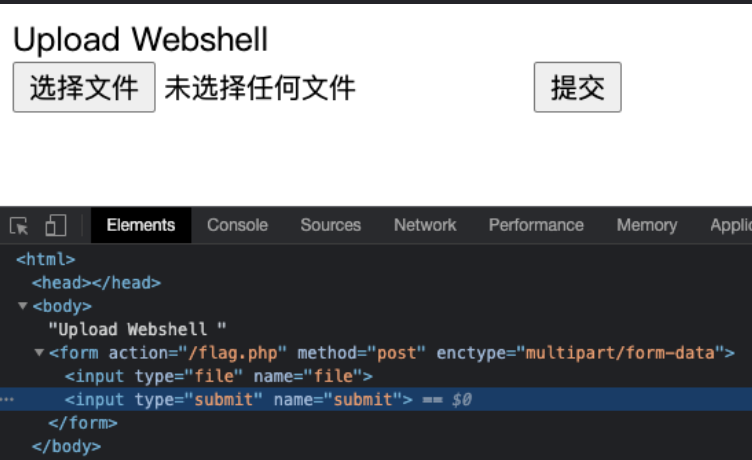 Upload Webshell
选择文件 未选择任何文件 提交
Elements Console Sources Network Performance Memory Applic
<html>
<head></head>
▼<body>
"Upload Webshell "
▼<form action="/flag.php" method="post" enctype="multipart/form-data">
<input type="file" name="file">
… <input type="submit" name="submit"> == $0
</form>
</body>